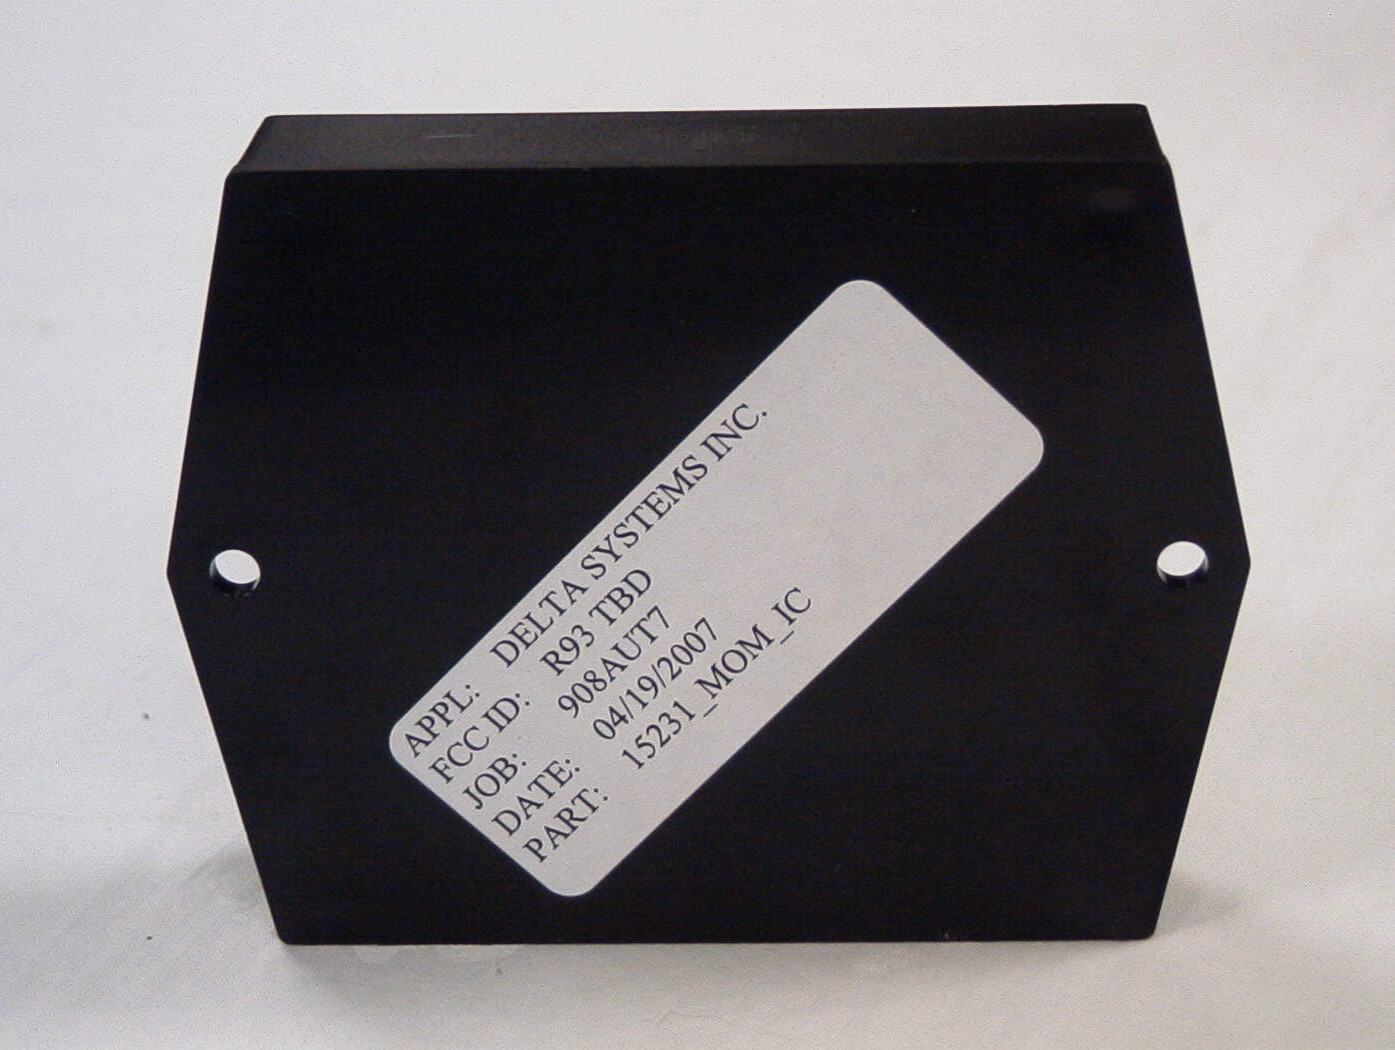 APPL: DELTA SYSTEMS INC.
FCC ID: R93 TBD
JOB: 908AUT7
DATE: 04/19/2007
PART: 15231_MOM_IC